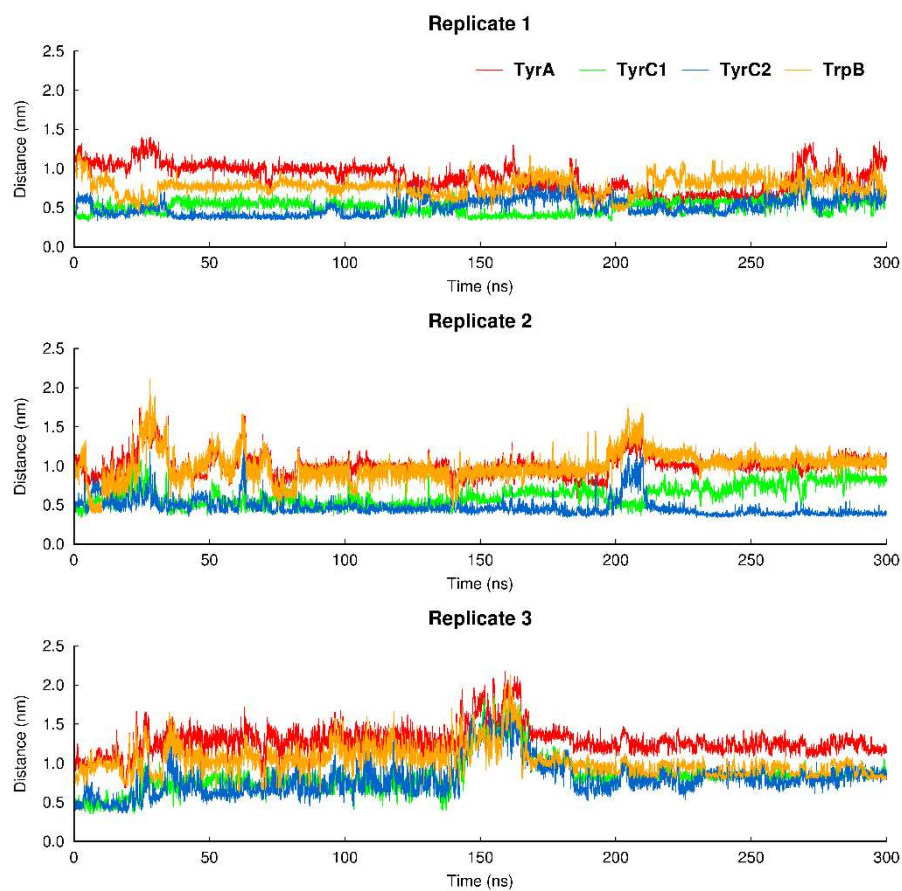 Replicate 1
TyrA TyrC1 TyrC2 TrpB
Distance (nm)
2.5
2.0
1.5
1.0
0.5
0.0
0 50 100 150 200 250 300
Time (ns)
Replicate 2
Distance (nm)
2.5
2.0
1.5
1.0
0.5
0.0
0 50 100 150 200 250 300
Time (ns)
Replicate 3
Distance (nm)
2.5
2.0
1.5
1.0
0.5
0.0
0 50 100 150 200 250 300
Time (ns)